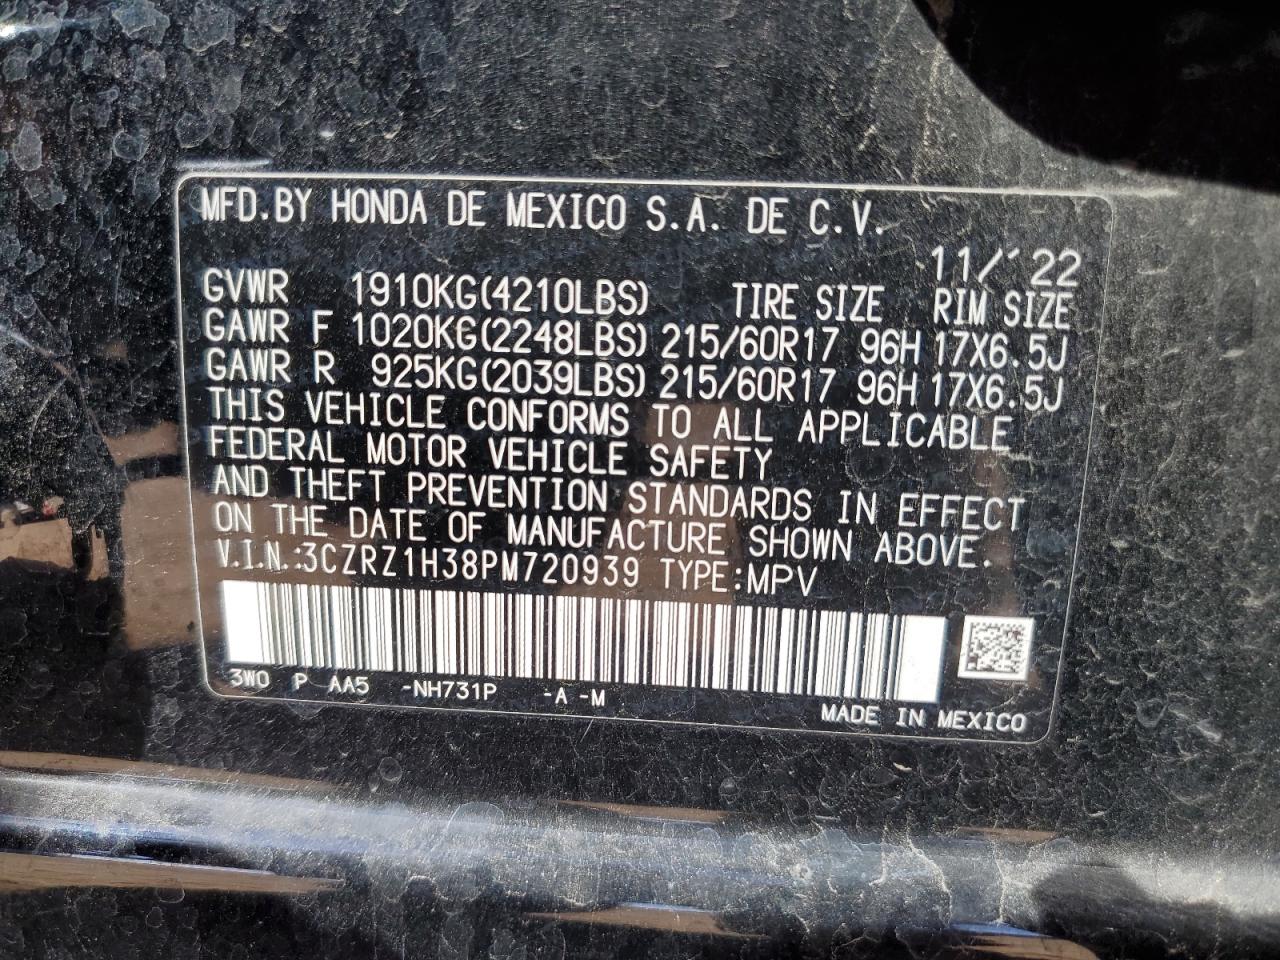 MFD.BY HONDA DE MEXICO S.A. DE C.V.
11/'22
GVWR 1910KG(4210LBS) TIRE SIZE RIM SIZE
GAWR F 1020KG(2248LBS) 215/60R17 96H 17X6.5J
GAWR R 925KG(2039LBS) 215/60R17 96H 17X6.5J
THIS VEHICLE CONFORMS TO ALL APPLICABLE
FEDERAL MOTOR VEHICLE SAFETY
AND THEFT PREVENTION STANDARDS IN EFFECT
ON THE DATE OF MANUFACTURE SHOWN ABOVE.
V.I.N.:3CZRZ1H38PM720939 TYPE:MPV
3W0 P AA5 -NH731P -A -M
MADE IN MEXICO